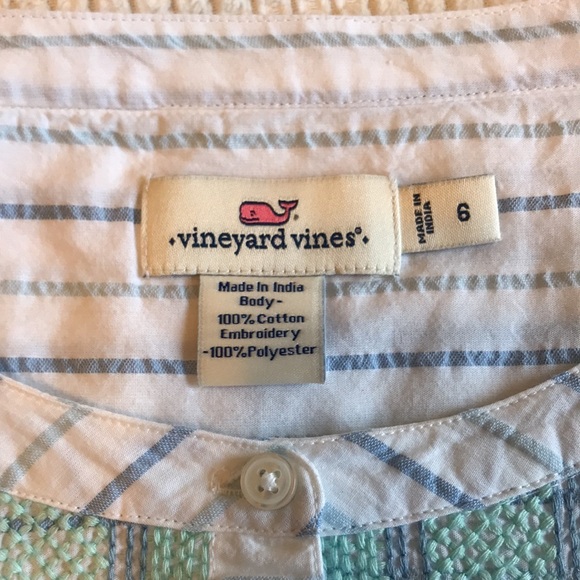 ·vineyard vines®·
MADE IN
INDIA
6
Made In India
Body-
100% Cotton
Embroidery
-100% Polyester